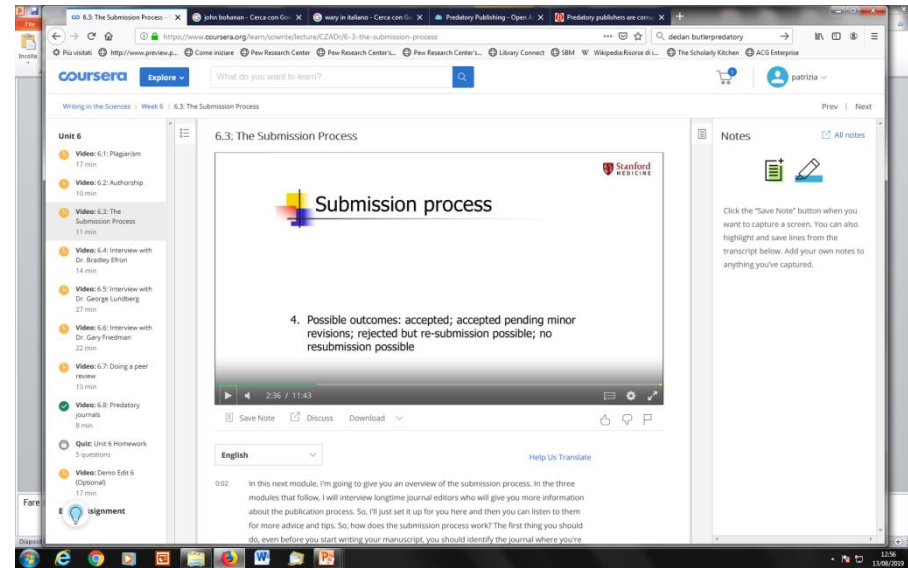 File
Incolla
6.3: The Submission Process -
john bohanan - Cerca con Goo
wary in italiano - Cerca con Go
Predatory Publishing - Open A
Predatory publishers are corrup
https://www.coursera.org/learn/sciwrite/lecture/CZADr/6-3-the-submission-process
dedan butlerpredatory
Più visitati
http://www.preview.p...
Come iniziare
Pew Research Center
Pew Research Center's...
Pew Research Center's...
Library Connect
SBM
WikipediaRisorse di i...
The Scholarly Kitchen
ACG Enterprise
coursera
Explore
What do you want to learn?
patrizia
Writing in the Sciences > Week 6 > 6.3: The Submission Process
Prev | Next
Unit 6
Video: 6.1: Plagiarism
17 min
Video: 6.2: Authorship
10 min
Video: 6.3: The
Submission Process
11 min
Video: 6.4: Interview with
Dr. Bradley Efron
14 min
Video: 6.5: Interview with
Dr. George Lundberg
27 min
Video: 6.6: Interview with
Dr. Gary Friedman
22 min
Video: 6.7: Doing a peer
review
13 min
Video: 6.8: Predatory
journals
8 min
Quiz: Unit 6 Homework
5 questions
Video: Demo Edit 6
(Optional)
17 min
signment
6.3: The Submission Process
Stanford
MEDICINE
Submission process
4. Possible outcomes: accepted; accepted pending minor
revisions; rejected but re-submission possible; no
resubmission possible
2:36 / 11:43
Save Note
Discuss
Download
English
Help Us Translate
0:02 In this next module, I'm going to give you an overview of the submission process. In the three
modules that follow, I will interview longtime journal editors who will give you more information
about the publication process. So, I'll just set it up for you here and then you can listen to them
for more advice and tips. So, how does the submission process work? The first thing you should
do, even before you start writing your manuscript, you should identify the journal where you're
Notes
All notes
Click the "Save Note" button when you
want to capture a screen. You can also
highlight and save lines from the
transcript below. Add your own notes to
anything you've captured.
Fare
Diaposit
12:56
13/08/2019